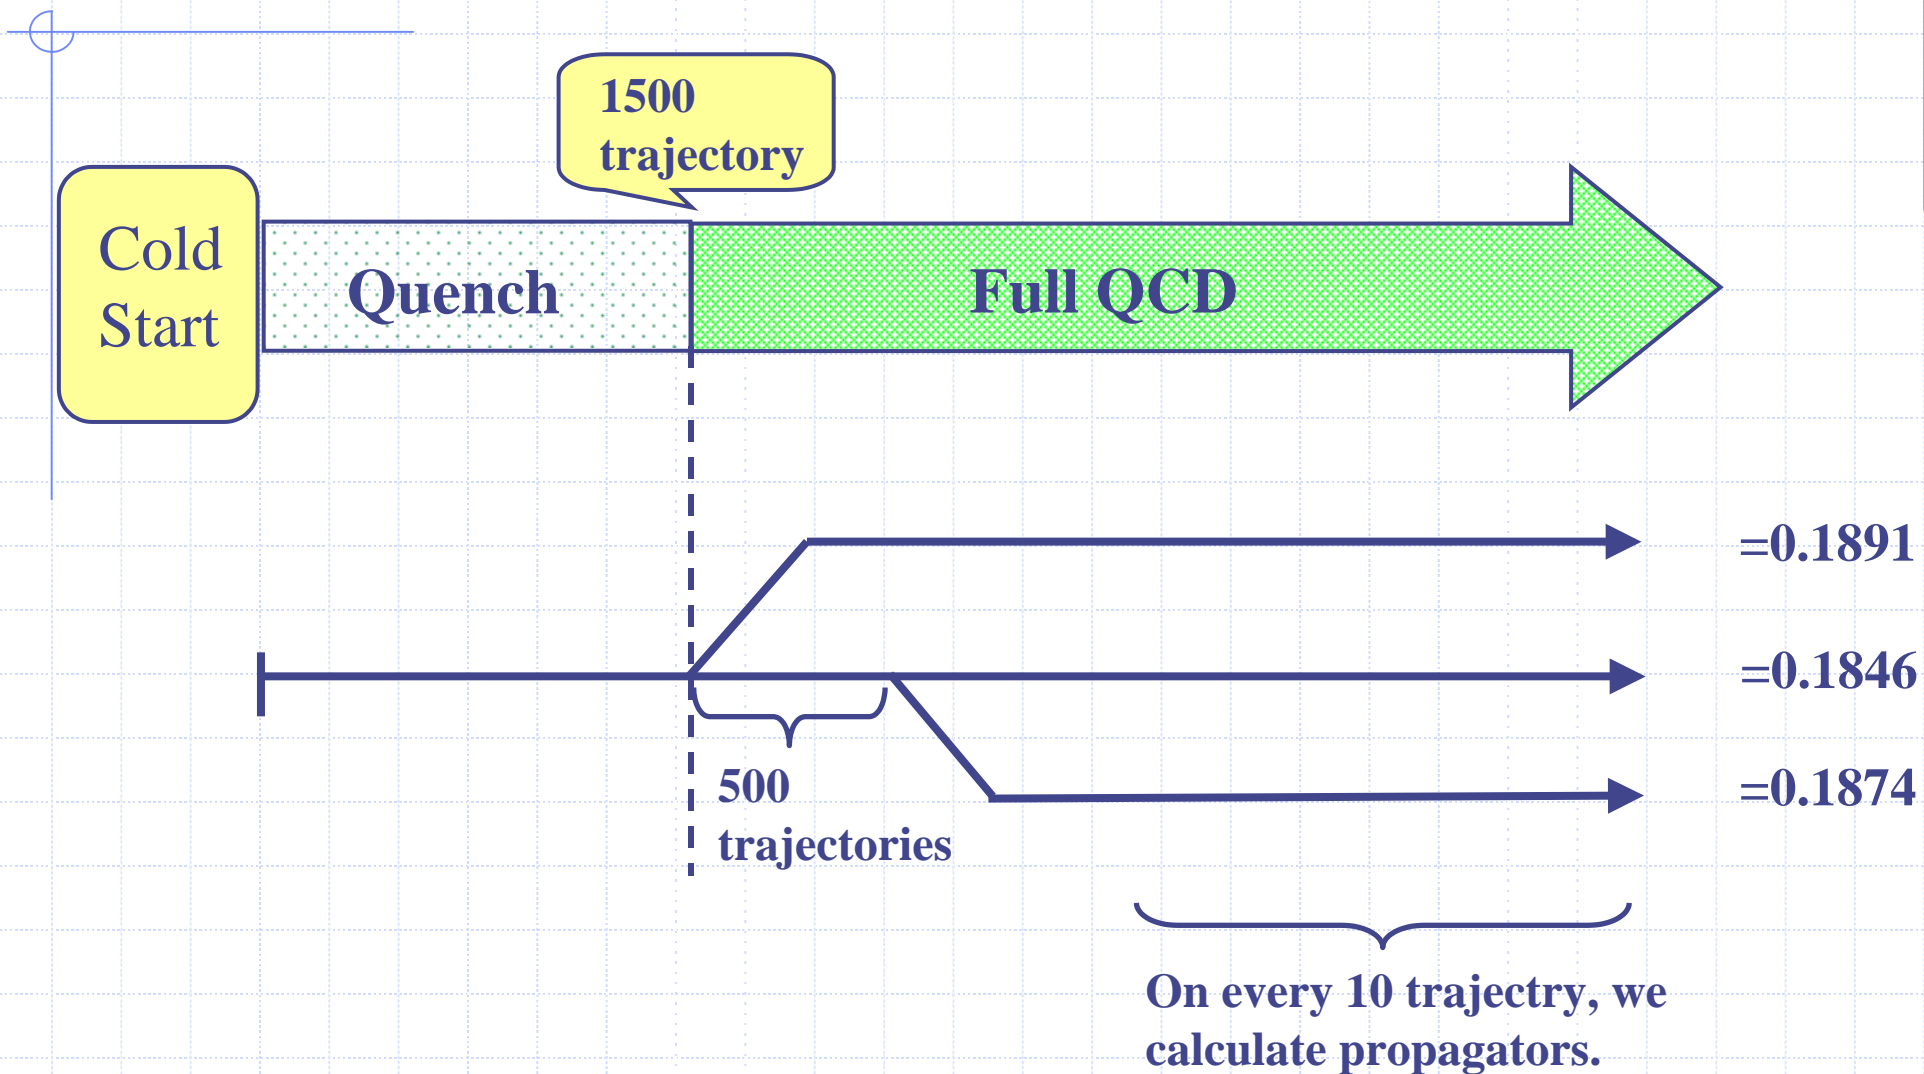 1500
trajectory
Cold
Start
Quench
Full QCD
=0.1891
=0.1846
=0.1874
500
trajectories
On every 10 trajectry, we
calculate propagators.